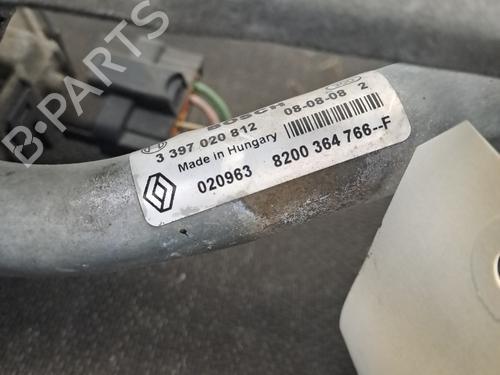 B-PARTS
BOSCH
3 397 020 812 08-08-08 2
Made in Hungary
020963 8200 364 766--F